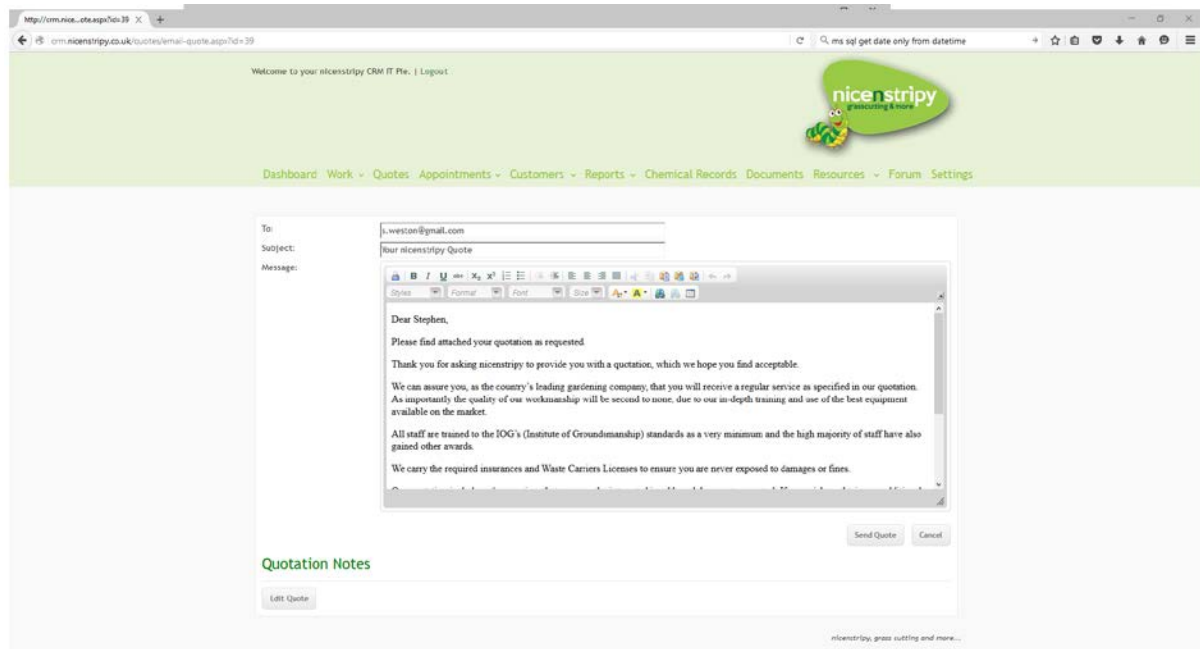 http://crm.nice...ote.aspx?id=39
crm.nicenstripy.co.uk/quotes/email-quote.aspx?id=39
ms sql get date only from datetime
Welcome to your nicenstripy CRM IT Pie. | Logout
nicenstripy
grasscutting & more
Dashboard Work Quotes Appointments Customers Reports Chemical Records Documents Resources Forum Settings
To: s.weston@gmail.com
Subject: Your nicenstripy Quote
Message:
B I U abc X₂ X²
Styles Format Font Size A A
Dear Stephen,
Please find attached your quotation as requested.
Thank you for asking nicenstripy to provide you with a quotation, which we hope you find acceptable.
We can assure you, as the country's leading gardening company, that you will receive a regular service as specified in our quotation.
As importantly the quality of our workmanship will be second to none, due to our in-depth training and use of the best equipment
available on the market.
All staff are trained to the IOG's (Institute of Groundsmanship) standards as a very minimum and the high majority of staff have also
gained other awards.
We carry the required insurances and Waste Carriers Licenses to ensure you are never exposed to damages or fines.
Send Quote Cancel
Quotation Notes
Edit Quote
nicenstripy, grass cutting and more...